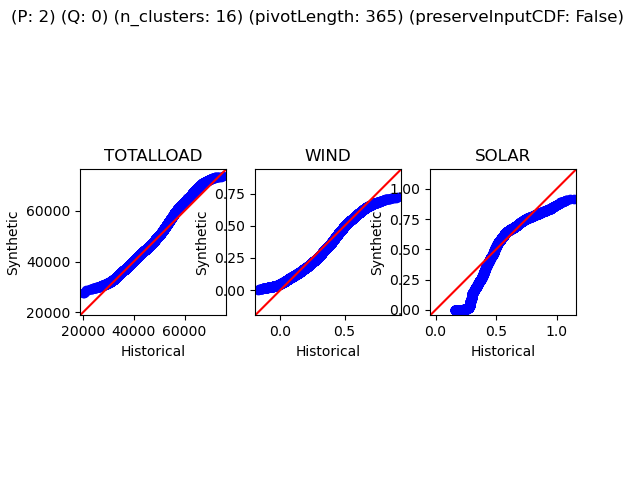 (P: 2) (Q: 0) (n_clusters: 16) (pivotLength: 365) (preserveInputCDF: False)
TOTALLOAD
WIND
SOLAR
Synthetic
60000
40000
20000
20000 40000 60000
Historical
Synthetic
0.75
0.50
0.25
0.00
0.0 0.5
Historical
Synthetic
1.00
0.75
0.50
0.25
0.00
0.0 0.5 1.0
Historical